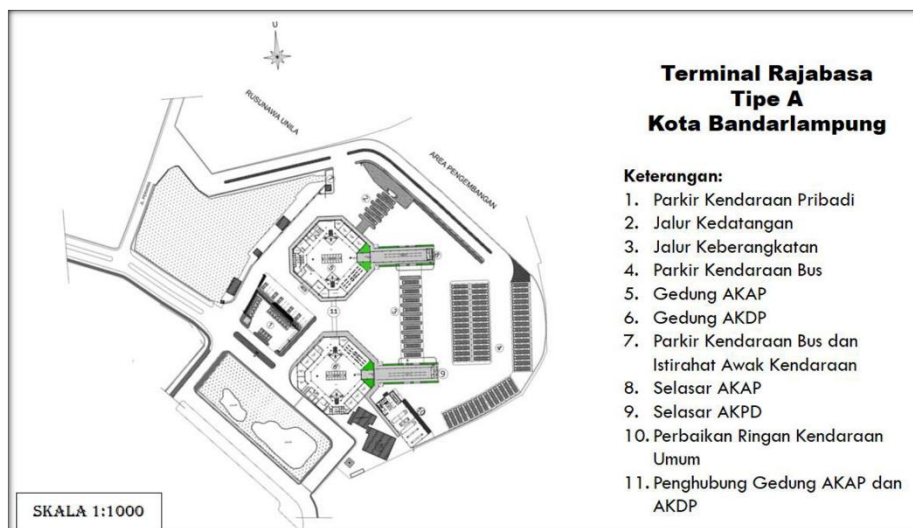 U
RUSUNAWA UNILA
AREA PENGEMBANGAN
11
9
SKALA 1:1000
Terminal Rajabasa
Tipe A
Kota Bandarlampung
Keterangan:
1. Parkir Kendaraan Pribadi
2. Jalur Kedatangan
3. Jalur Keberangkatan
4. Parkir Kendaraan Bus
5. Gedung AKAP
6. Gedung AKDP
7. Parkir Kendaraan Bus dan
Istirahat Awak Kendaraan
8. Selasar AKAP
9. Selasar AKPD
10. Perbaikan Ringan Kendaraan
Umum
11. Penghubung Gedung AKAP dan
AKDP